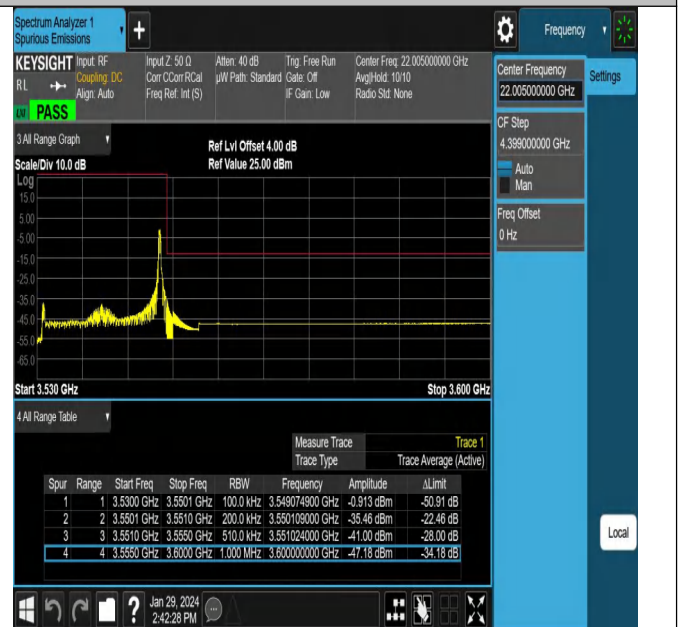 Spectrum Analyzer 1
Spurious Emissions
Frequency
KEYSIGHT Input: RF Input Z: 50 Ω Atten: 40 dB Trig: Free Run Center Freq: 22.005000000 GHz
RL Coupling: DC Corr CCorr RCal µW Path: Standard Gate: Off Avg|Hold: 10/10
Align: Auto Freq Ref: Int (S) IF Gain: Low Radio Std: None
PASS
Center Frequency
22.005000000 GHz
Settings
CF Step
4.399000000 GHz
Auto
Man
Freq Offset
0 Hz
Local
3 All Range Graph
Ref Lvl Offset 4.00 dB
Scale/Div 10.0 dB Ref Value 25.00 dBm
Log
15.0
5.00
-5.00
-15.0
-25.0
-35.0
-45.0
-55.0
-65.0
Start 3.530 GHz Stop 3.600 GHz
4 All Range Table
Measure Trace Trace 1
Trace Type Trace Average (Active)
Spur Range Start Freq Stop Freq RBW Frequency Amplitude ΔLimit
1 1 3.5300 GHz 3.5501 GHz 100.0 kHz 3.549074900 GHz -0.913 dBm -50.91 dB
2 2 3.5501 GHz 3.5510 GHz 200.0 kHz 3.550109000 GHz -35.46 dBm -22.46 dB
3 3 3.5510 GHz 3.5550 GHz 510.0 kHz 3.551024000 GHz -41.00 dBm -28.00 dB
4 4 3.5550 GHz 3.6000 GHz 1.000 MHz 3.600000000 GHz -47.18 dBm -34.18 dB
Jan 29, 2024
2:42:28 PM